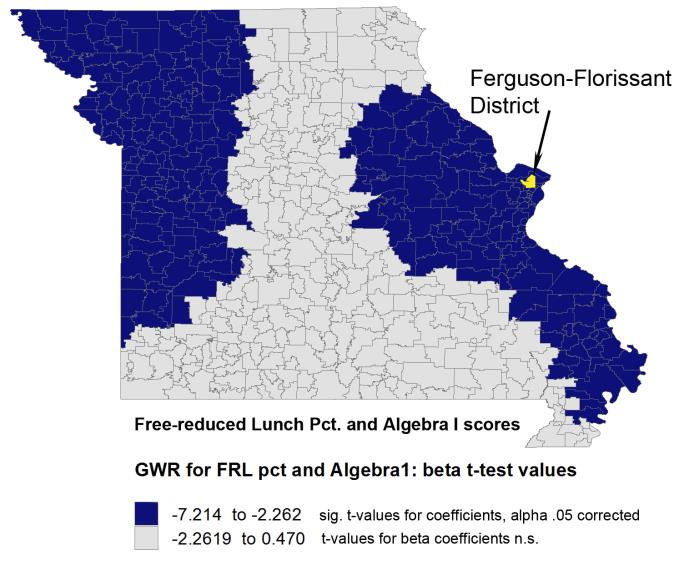 Ferguson-Florissant
District
Free-reduced Lunch Pct. and Algebra I scores
GWR for FRL pct and Algebra1: beta t-test values
-7.214 to -2.262 sig. t-values for coefficients, alpha .05 corrected
-2.2619 to 0.470 t-values for beta coefficients n.s.